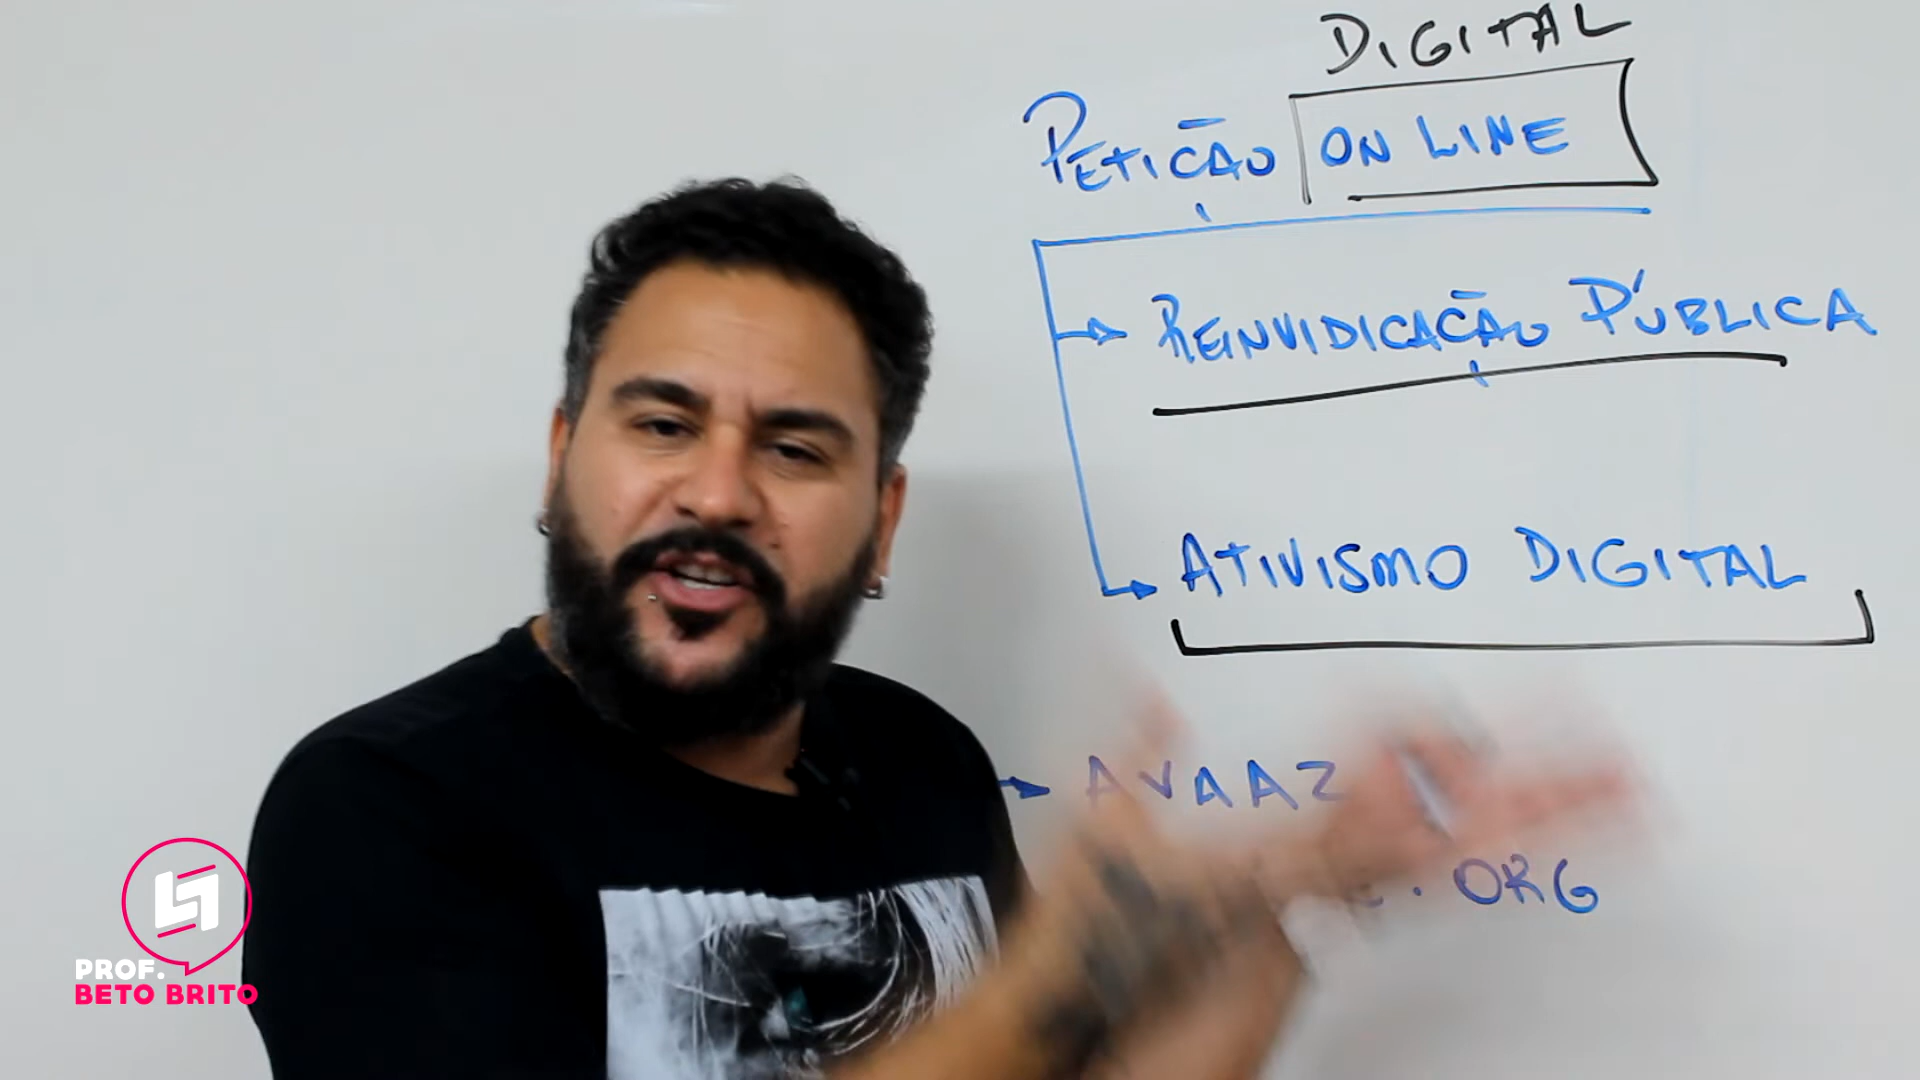 DIGITAL
PETIÇÃO ON LINE
REINVIDICAÇÃO PÚBLICA
ATIVISMO DIGITAL
AVAAZ
.ORG
PROF.
BETO BRITO